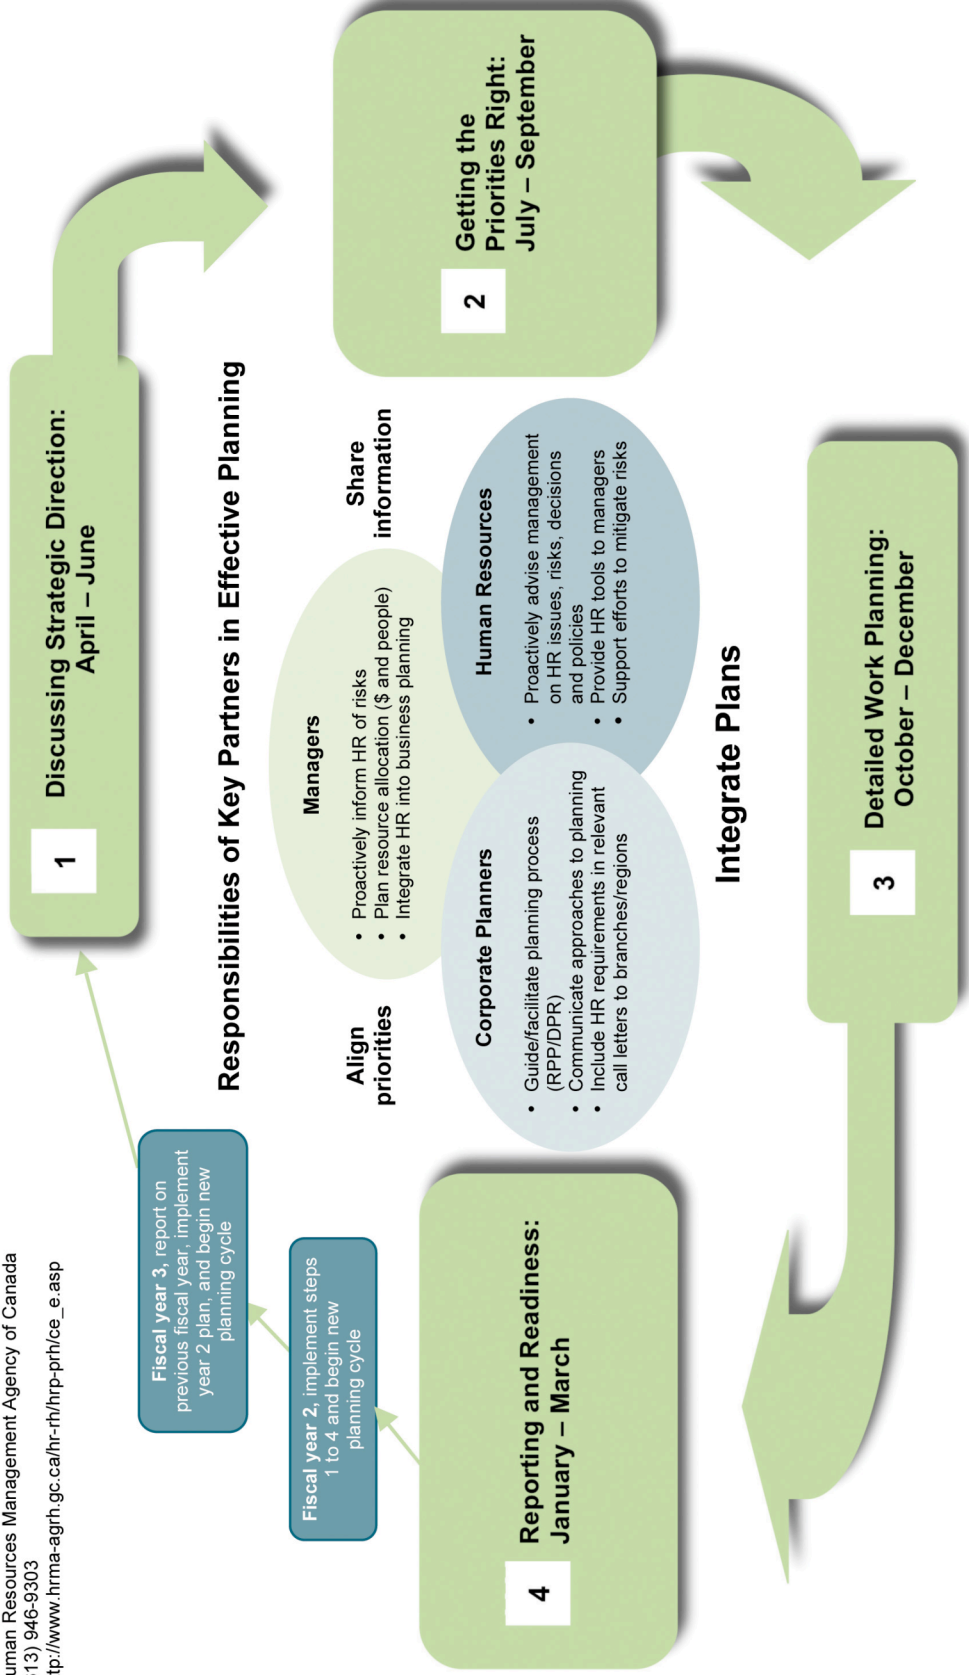 uman Resources Management Agency of Canada
13) 946-9303
tp://www.hrma-agrh.gc.ca/hr-rh/hrp-prh/ce_e.asp
1
Discussing Strategic Direction:
April – June
Fiscal year 3, report on
previous fiscal year, implement
year 2 plan, and begin new
planning cycle
Fiscal year 2, implement steps
1 to 4 and begin new
planning cycle
Responsibilities of Key Partners in Effective Planning
Align
priorities
Managers
• Proactively inform HR of risks
• Plan resource allocation ($ and people)
• Integrate HR into business planning
Share
information
Corporate Planners
• Guide/facilitate planning process
(RPP/DPR)
• Communicate approaches to planning
• Include HR requirements in relevant
call letters to branches/regions
Human Resources
• Proactively advise management
on HR issues, risks, decisions
and policies
• Provide HR tools to managers
• Support efforts to mitigate risks
Integrate Plans
2
Getting the
Priorities Right:
July – September
3
Detailed Work Planning:
October – December
4
Reporting and Readiness:
January – March